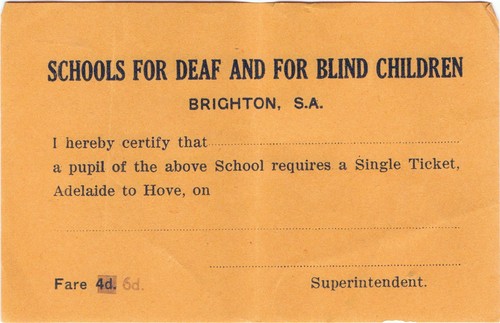 SCHOOLS FOR DEAF AND FOR BLIND CHILDREN
BRIGHTON, S.A.
I hereby certify that
a pupil of the above School requires a Single Ticket,
Adelaide to Hove, on
Fare 4d. 6d. Superintendent.